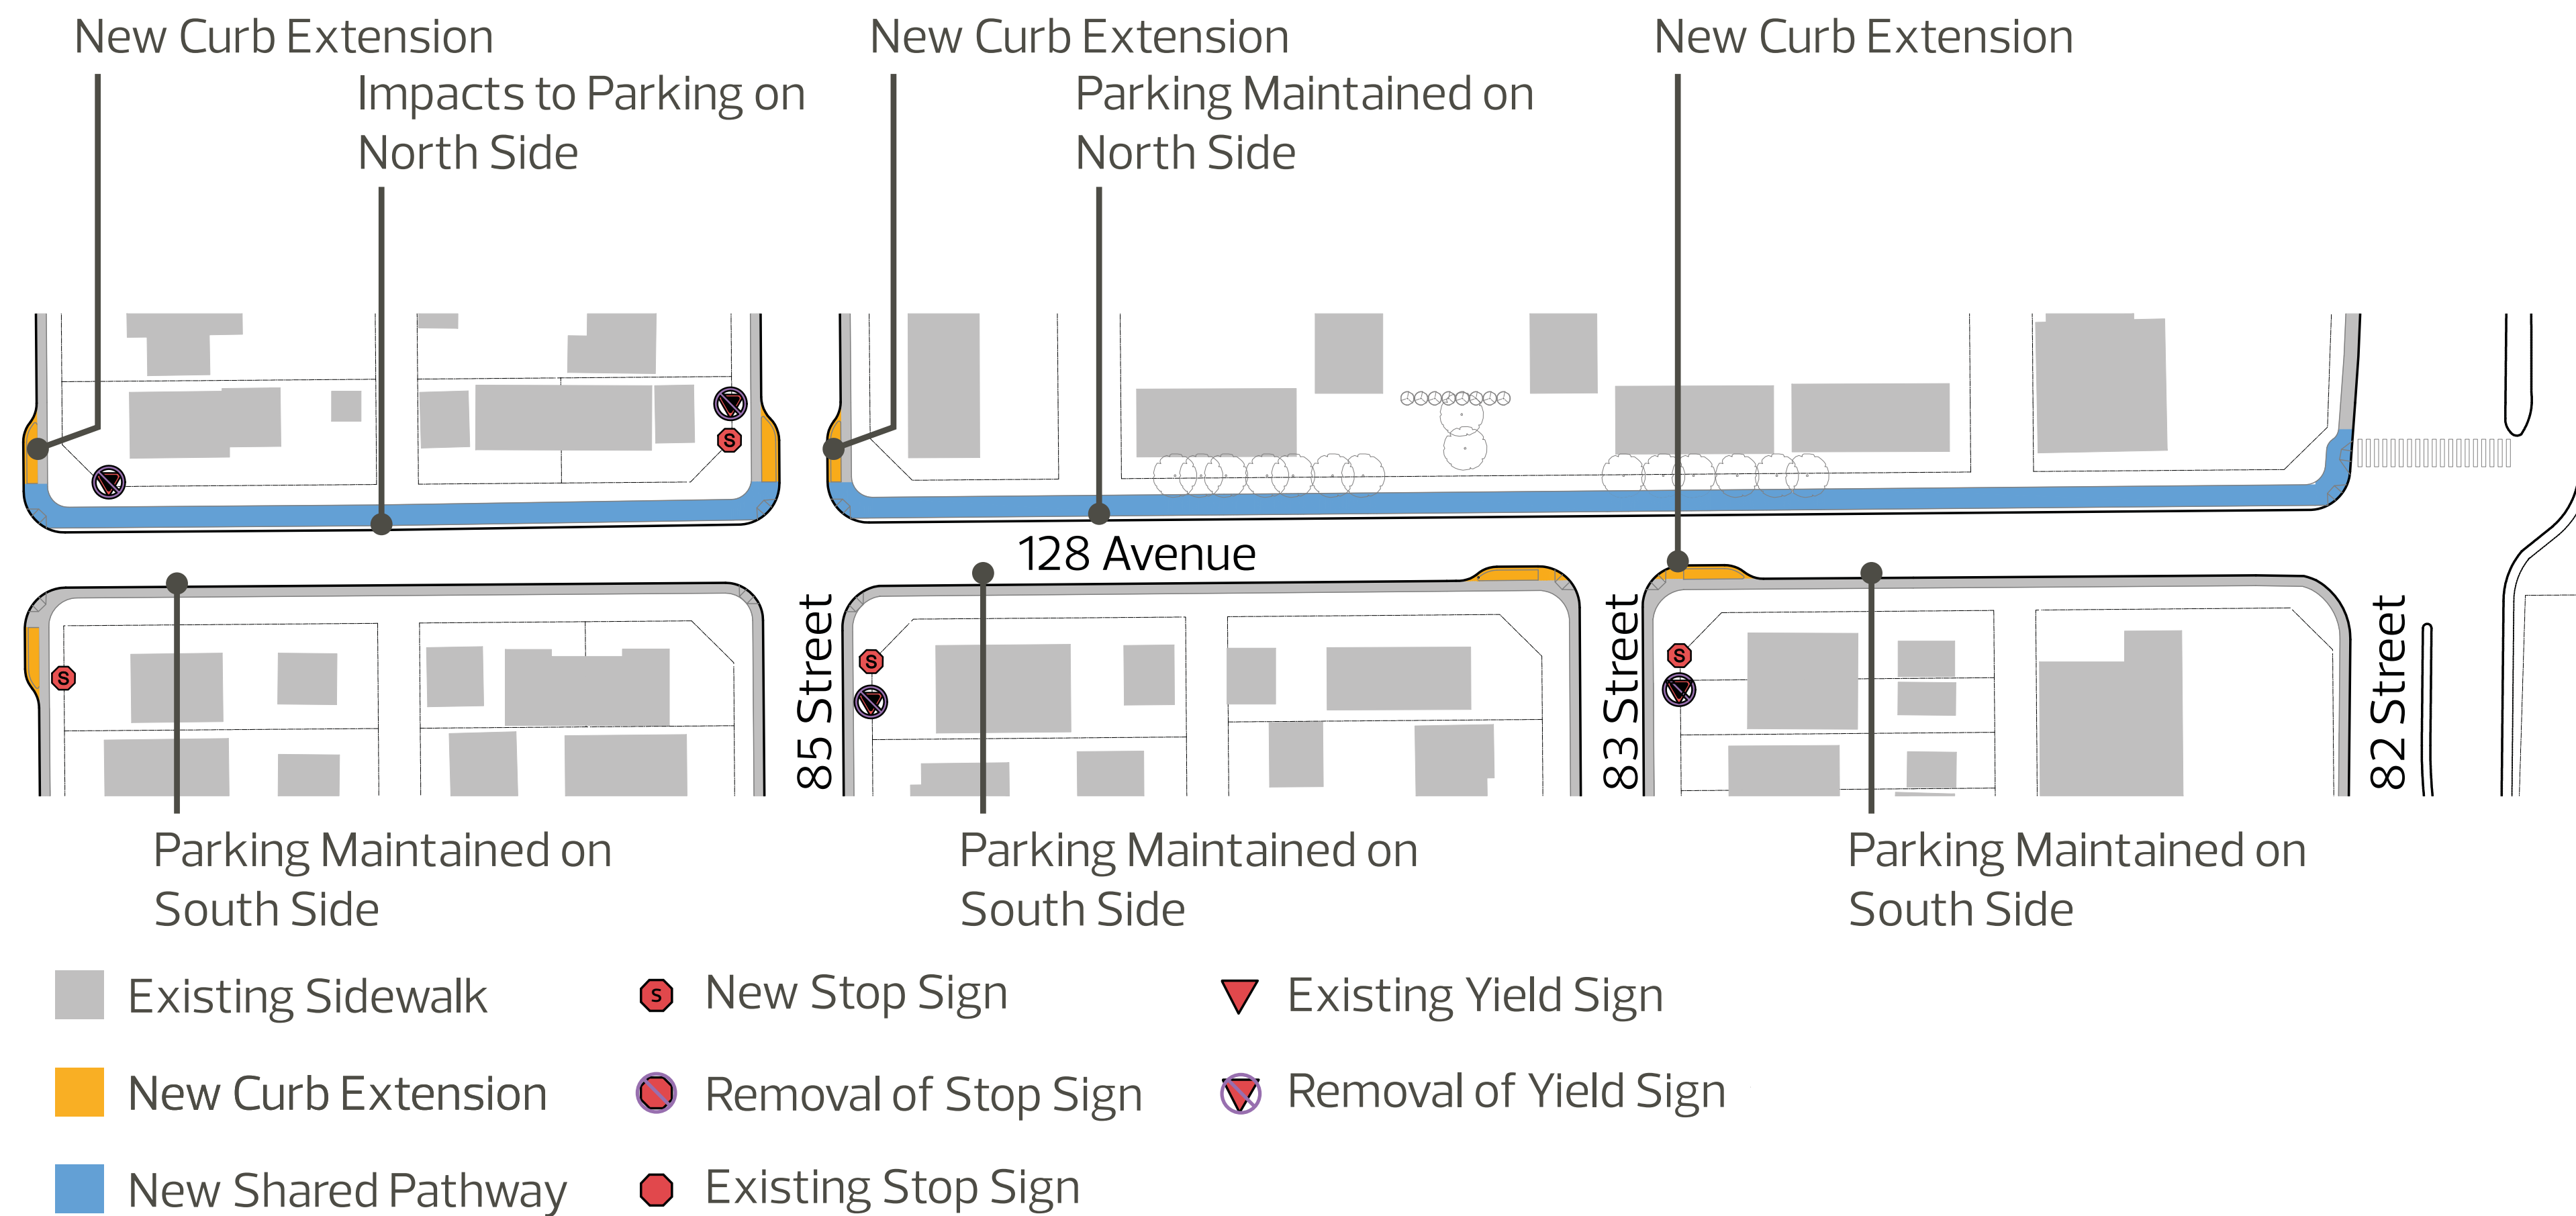 New Curb Extension
New Curb Extension
New Curb Extension
Impacts to Parking on
North Side
Parking Maintained on
North Side
S
128 Avenue
85 Street
83 Street
82 Street
S
S
S
Parking Maintained on
South Side
Parking Maintained on
South Side
Parking Maintained on
South Side
Existing Sidewalk
S New Stop Sign
Existing Yield Sign
New Curb Extension
Removal of Stop Sign
Removal of Yield Sign
New Shared Pathway
Existing Stop Sign